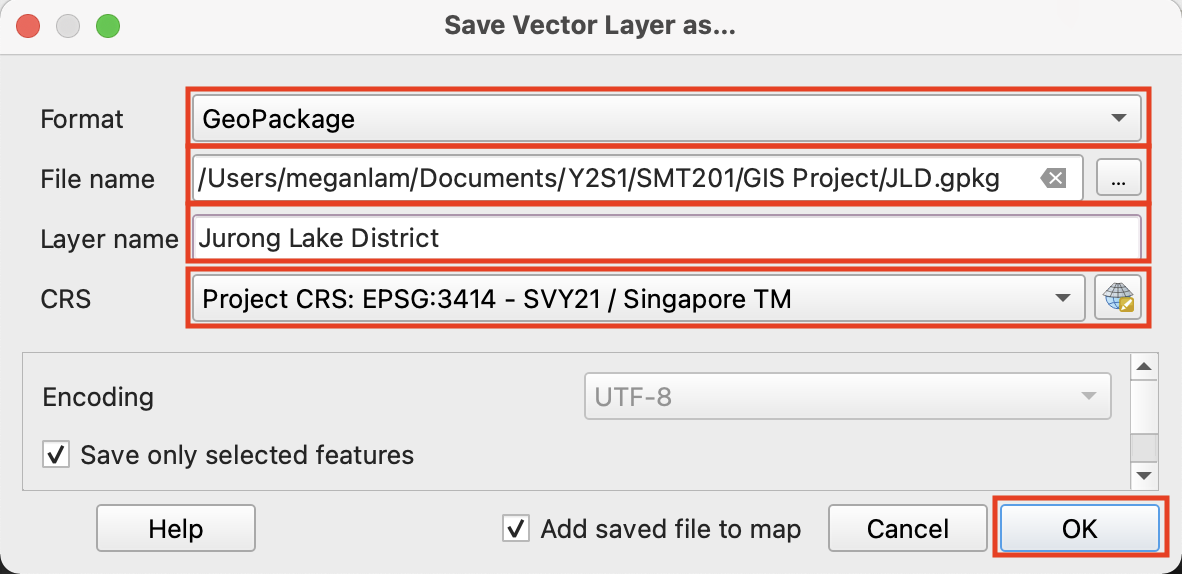 Save Vector Layer as...
Format GeoPackage
File name /Users/meganlam/Documents/Y2S1/SMT201/GIS Project/JLD.gpkg ...
Layer name Jurong Lake District
CRS Project CRS: EPSG:3414 - SVY21 / Singapore TM
Encoding UTF-8
Save only selected features
Help Add saved file to map Cancel OK